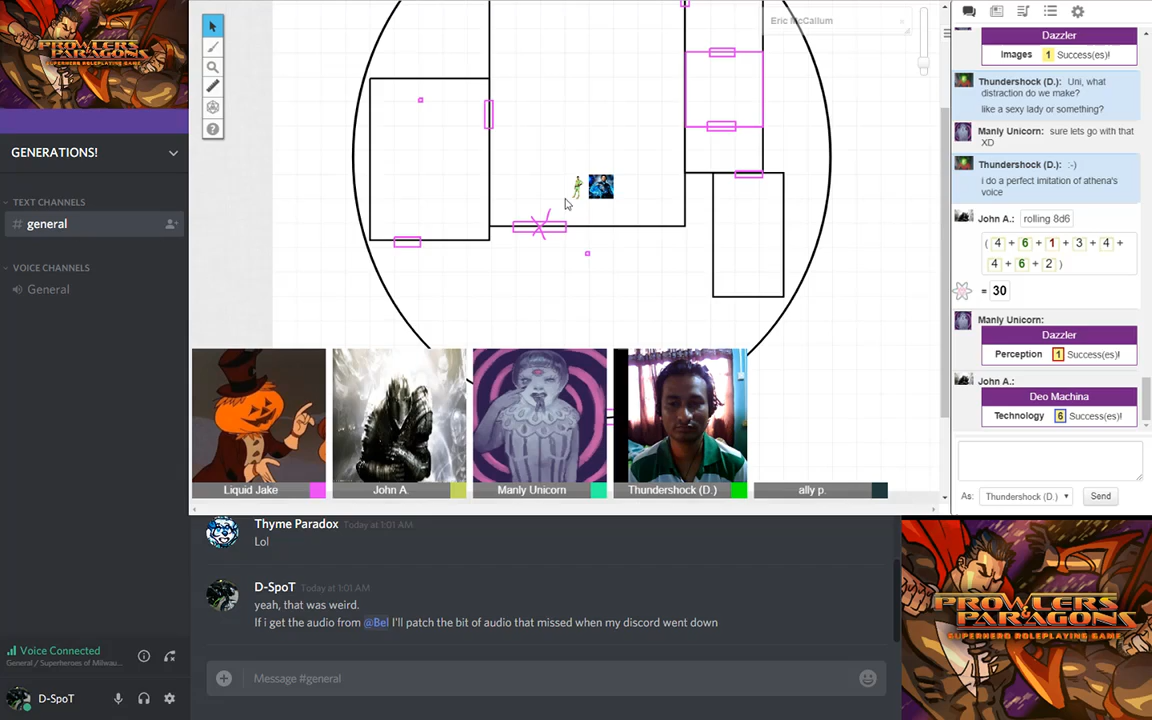 PROWLERS
& PARAGONS
SUPERHERO ROLEPLAYING GAME
GENERATIONS!
TEXT CHANNELS
# general
VOICE CHANNELS
General
Voice Connected
General / Superheroes of Milwau...
D-SpoT
Eric McCallum
Liquid Jake
John A.
Manly Unicorn
Thundershock (D.)
ally p.
Dazzler
Images 1 Success(es)!
Thundershock (D.): Uni, what
distraction do we make?
like a sexy lady or something?
Manly Unicorn: sure lets go with that
XD
Thundershock (D.): :-)
i do a perfect imitation of athena's
voice
John A.: rolling 8d6
( 4 + 6 + 1 + 3 + 4 +
4 + 6 + 2 )
= 30
Manly Unicorn:
Dazzler
Perception 1 Success(es)!
John A.:
Deo Machina
Technology 6 Success(es)!
As: Thundershock (D.) Send
Thyme Paradox Today at 1:01 AM
Lol
D-SpoT Today at 1:01 AM
yeah, that was weird.
If i get the audio from @Bel I'll patch the bit of audio that missed when my discord went down
Message #general
PROWLERS
& PARAGONS
SUPERHERO ROLEPLAYING GAME